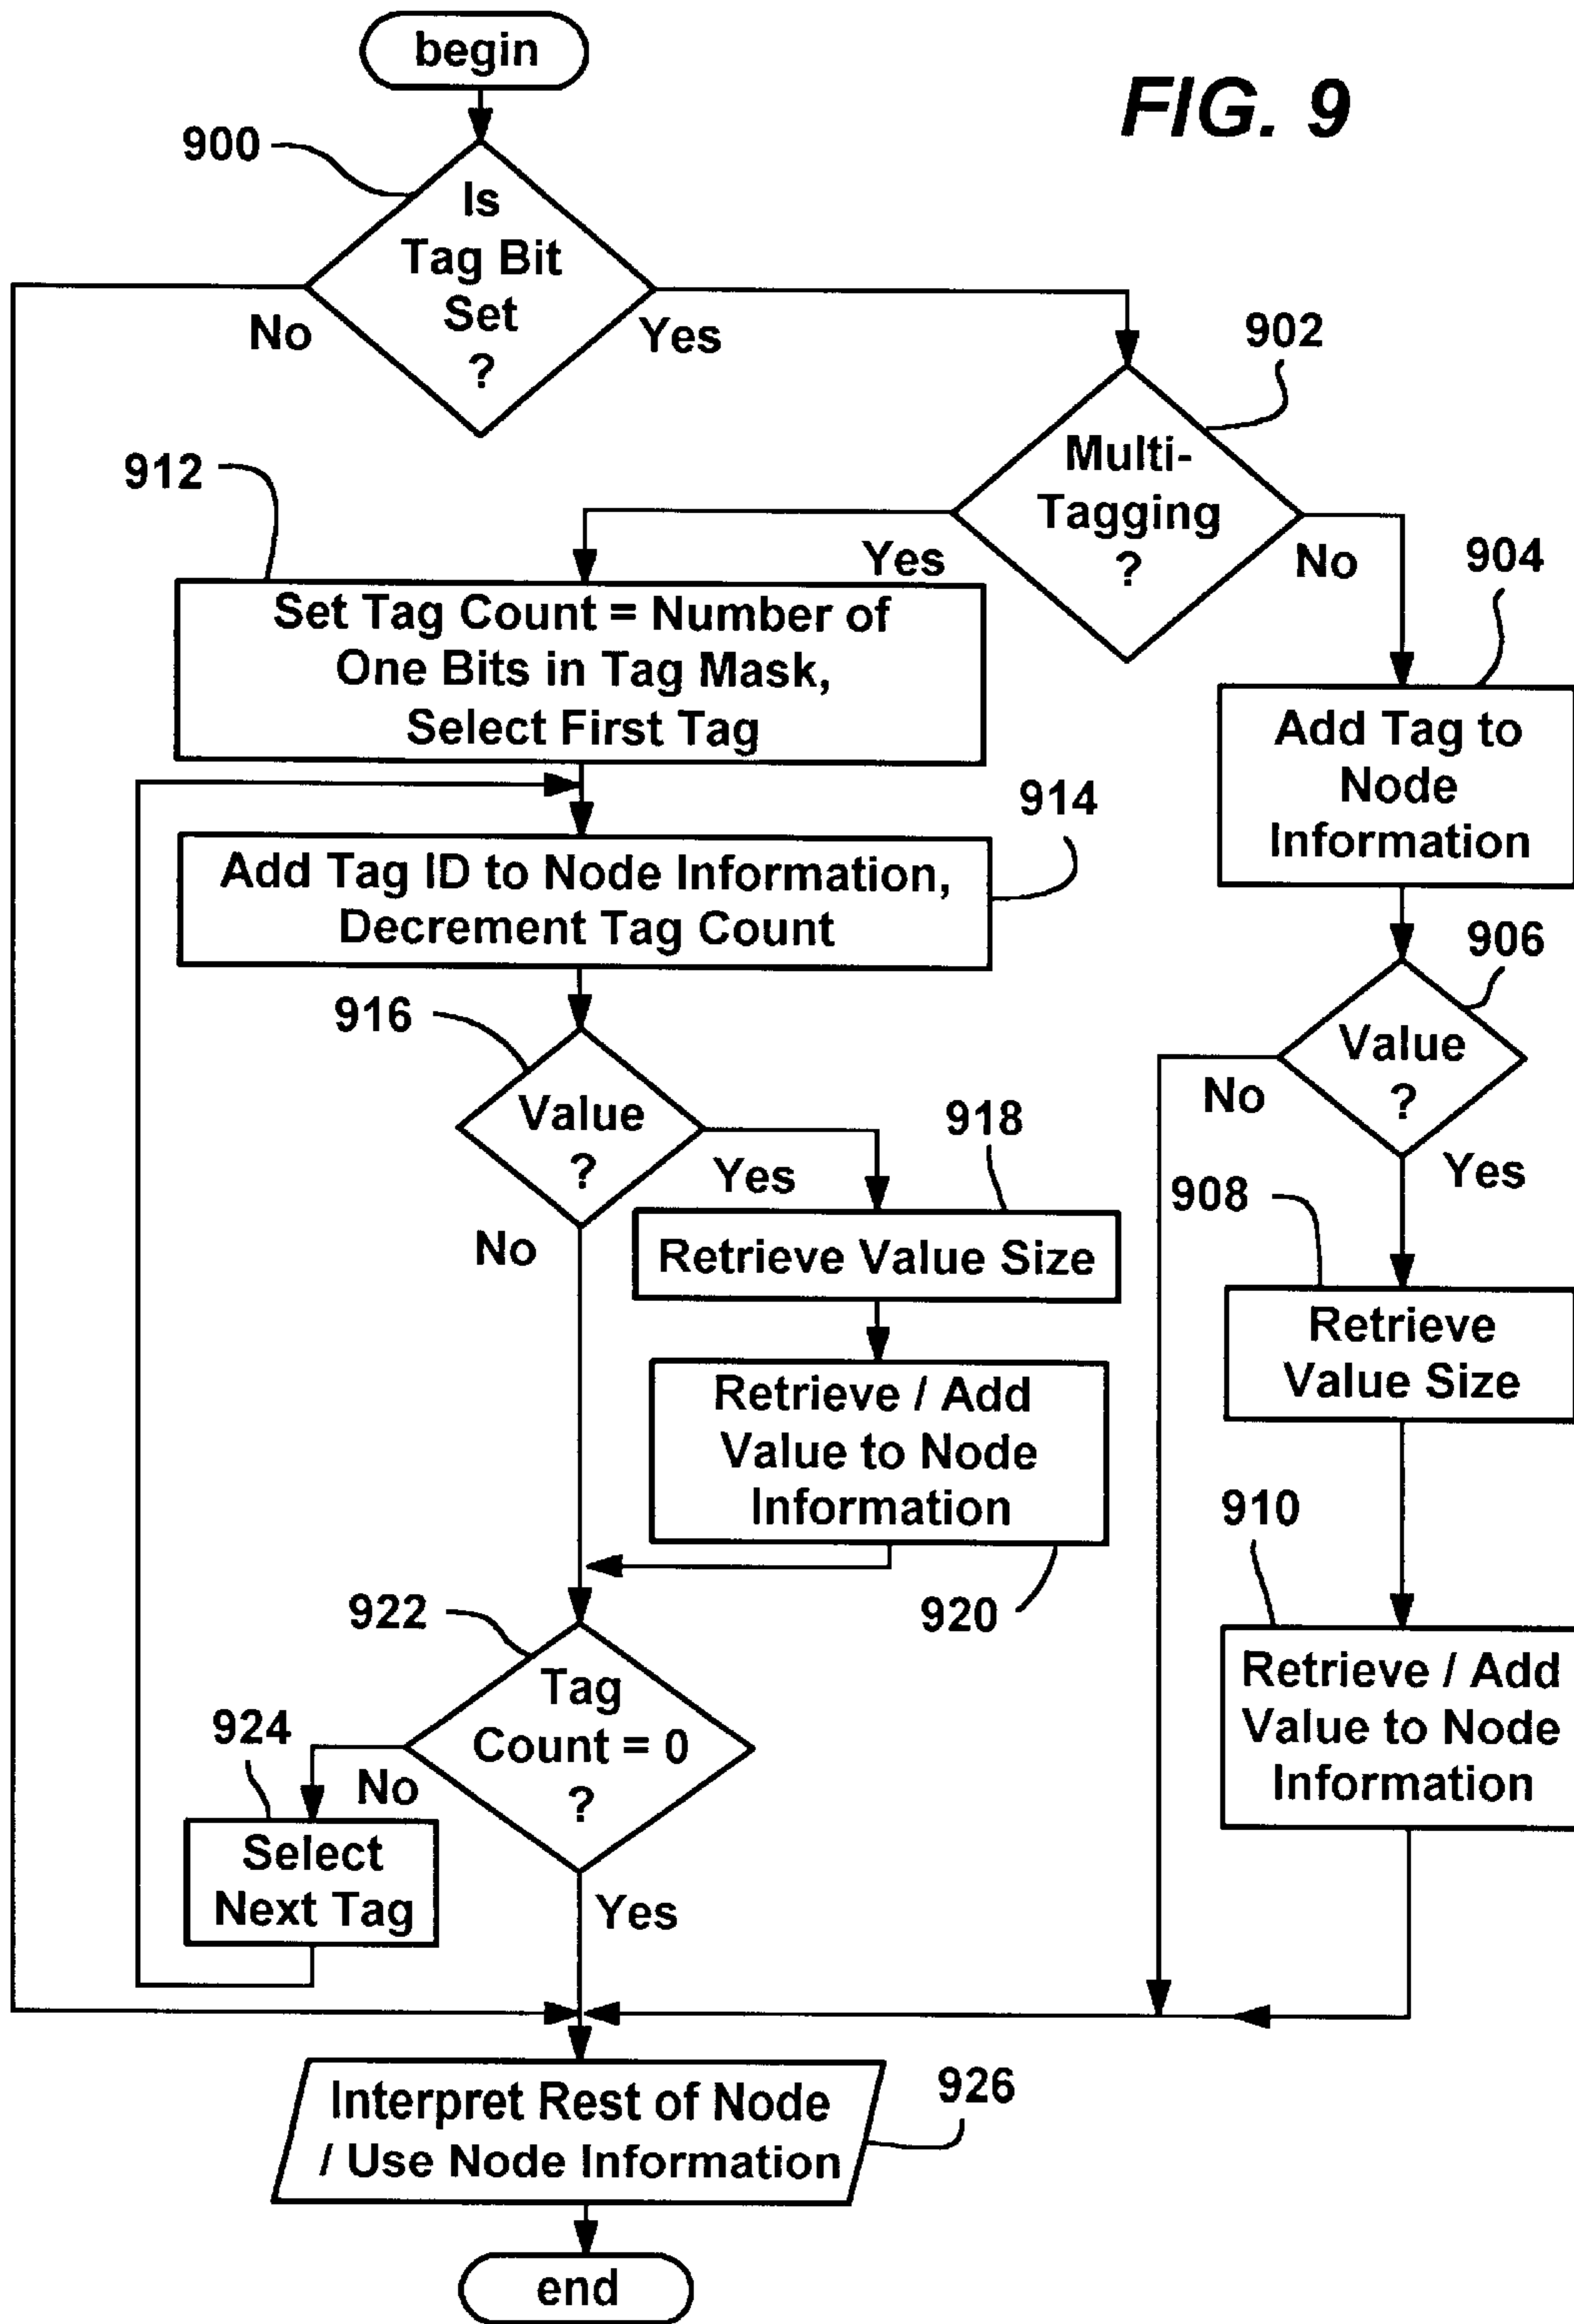 begin
FIG. 9
900
Is
Tag Bit
Set
?
No
Yes
902
Multi-
Tagging
?
Yes
No
912
Set Tag Count = Number of
One Bits in Tag Mask,
Select First Tag
904
Add Tag to
Node
Information
914
Add Tag ID to Node Information,
Decrement Tag Count
906
Value
?
No
Yes
916
Value
?
Yes
No
918
Retrieve Value Size
908
Retrieve
Value Size
Retrieve / Add
Value to Node
Information
920
910
Retrieve / Add
Value to Node
Information
922
Tag
Count = 0
?
No
Yes
924
Select
Next Tag
Interpret Rest of Node
/ Use Node Information
926
end